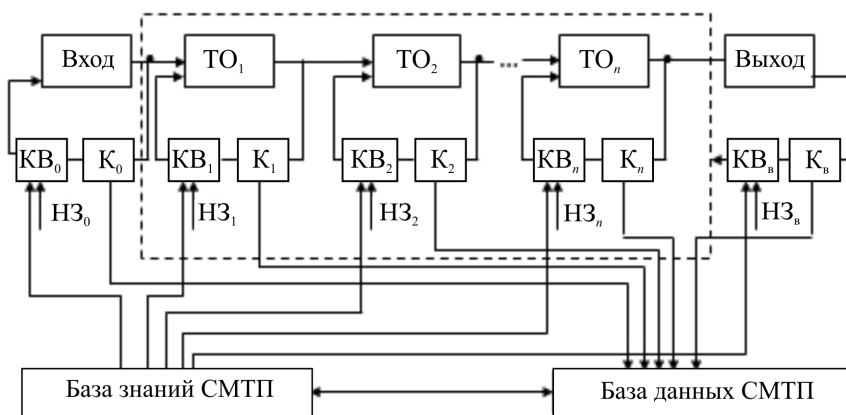 Вход ТО₁ ТО₂ ... ТОₙ Выход
КВ₀ К₀ КВ₁ К₁ КВ₂ К₂ КВₙ Кₙ КВв Кв
НЗ₀ НЗ₁ НЗ₂ НЗₙ НЗв
База знаний СМТП База данных СМТП